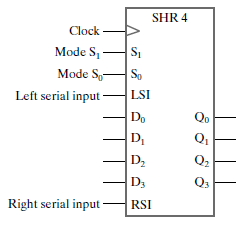 SHR 4
Clock
Mode S₁ S₁
Mode S₀ S₀
Left serial input LSI
D₀ Q₀
D₁ Q₁
D₂ Q₂
D₃ Q₃
Right serial input RSI